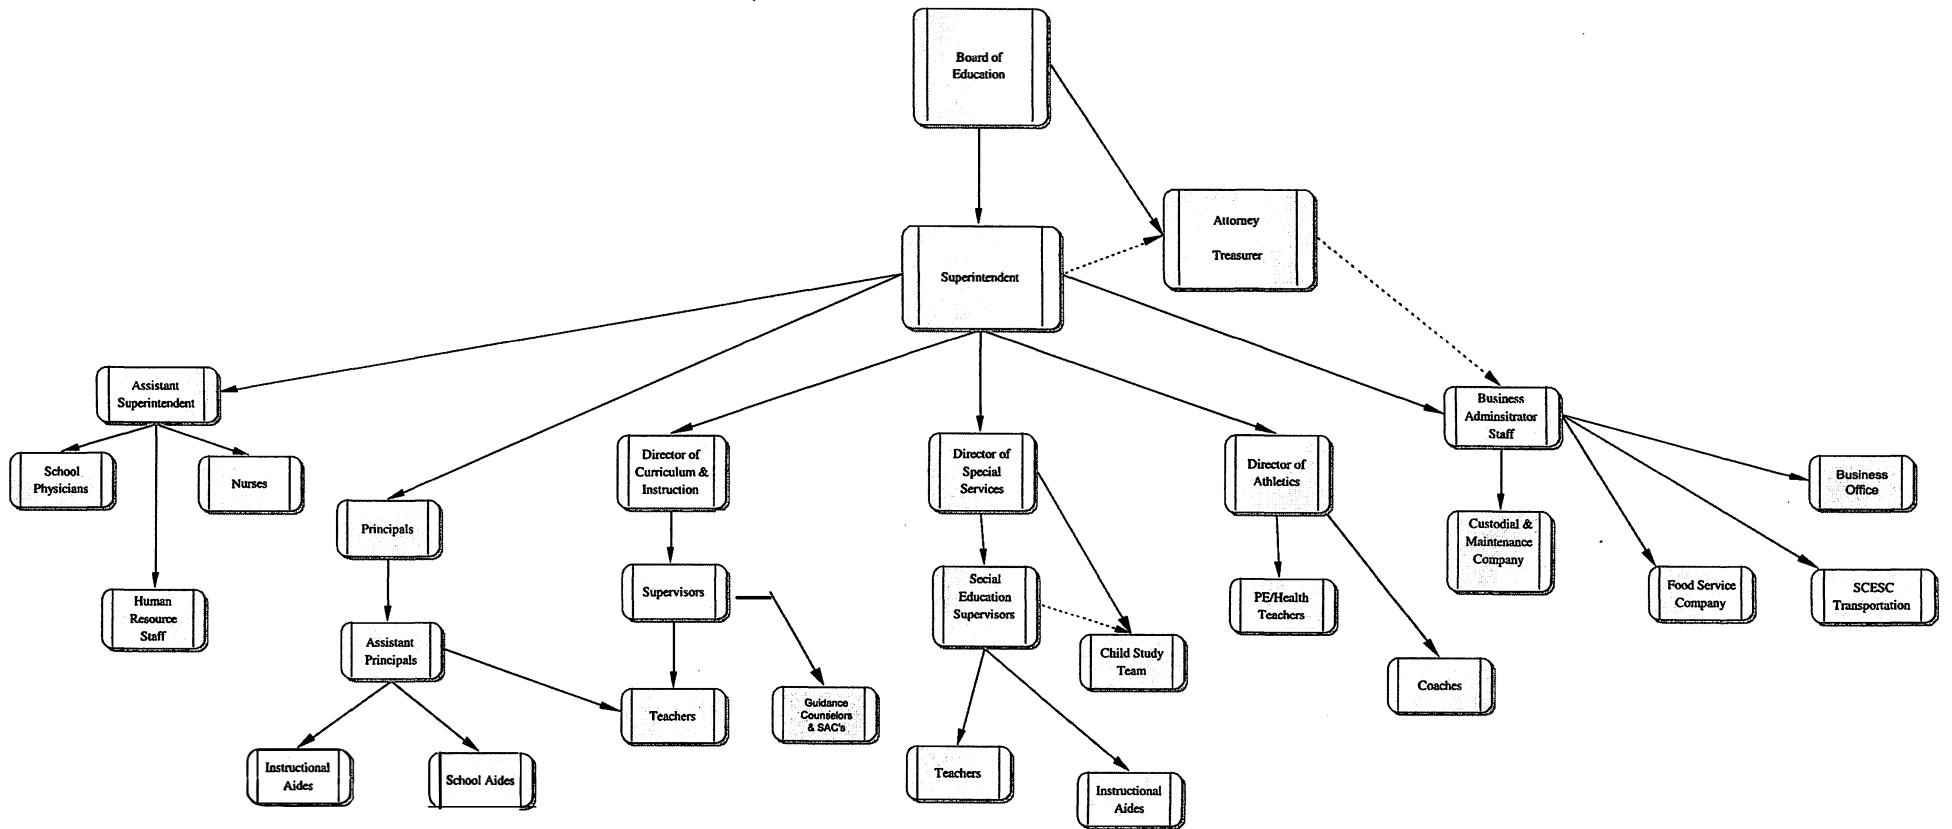 Board of
Education
Attorney
Treasurer
Superintendent
Assistant
Superintendent
Business
Adminsitrator
Staff
School
Physicians
Nurses
Director of
Curriculum &
Instruction
Director of
Special
Services
Director of
Athletics
Business
Office
Principals
Custodial &
Maintenance
Company
Human
Resource
Staff
Supervisors
Secial
Education
Supervisors
PE/Health
Teachers
Food Service
Company
SCESC
Transportation
Assistant
Principals
Child Study
Team
Coaches
Teachers
Guidance
Counselors
& SAC's
Instructional
Aides
School Aides
Teachers
Instructional
Aides